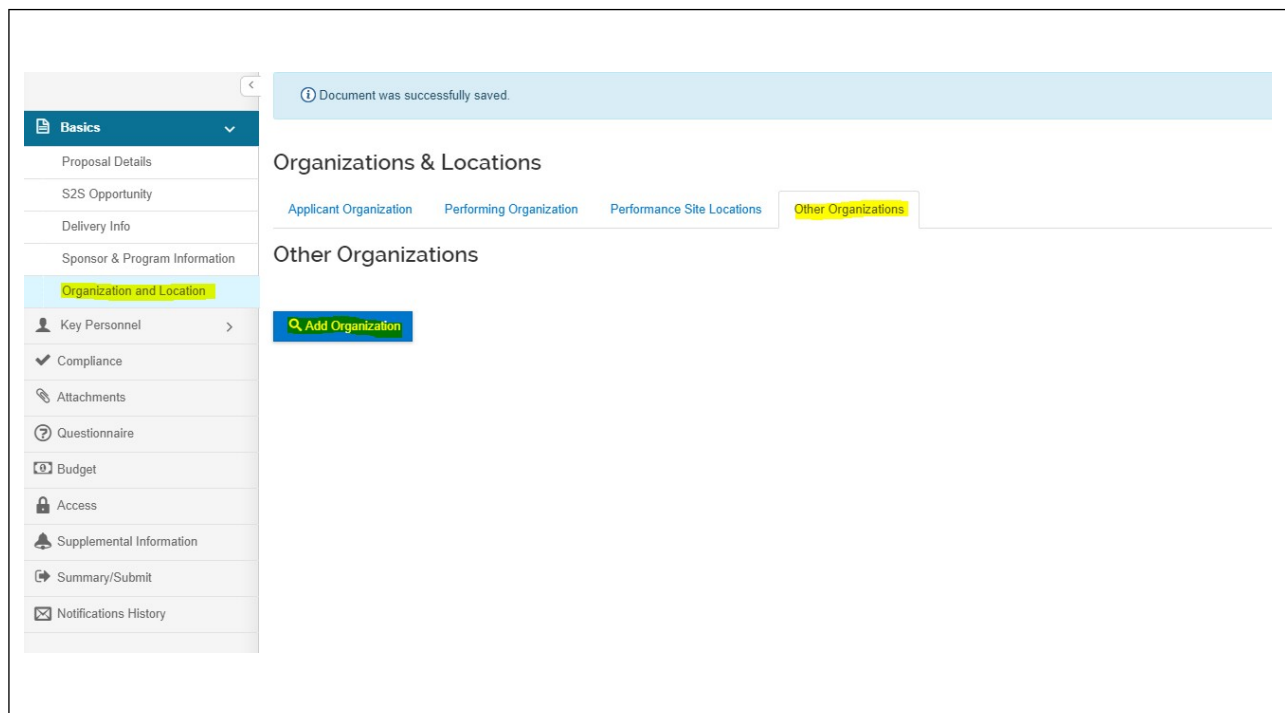 Document was successfully saved.
Basics
Proposal Details
S2S Opportunity
Delivery Info
Sponsor & Program Information
Organization and Location
Key Personnel
Compliance
Attachments
Questionnaire
Budget
Access
Supplemental Information
Summary/Submit
Notifications History
Organizations & Locations
Applicant Organization Performing Organization Performance Site Locations Other Organizations
Other Organizations
Add Organization